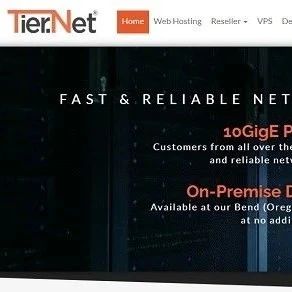 Tier.Net®
Home Web Hosting Reseller VPS De
FAST & RELIABLE NET
10GigE P
Customers from all over the
and reliable netw
On-Premise D
Available at our Bend (Oreg
at no addi